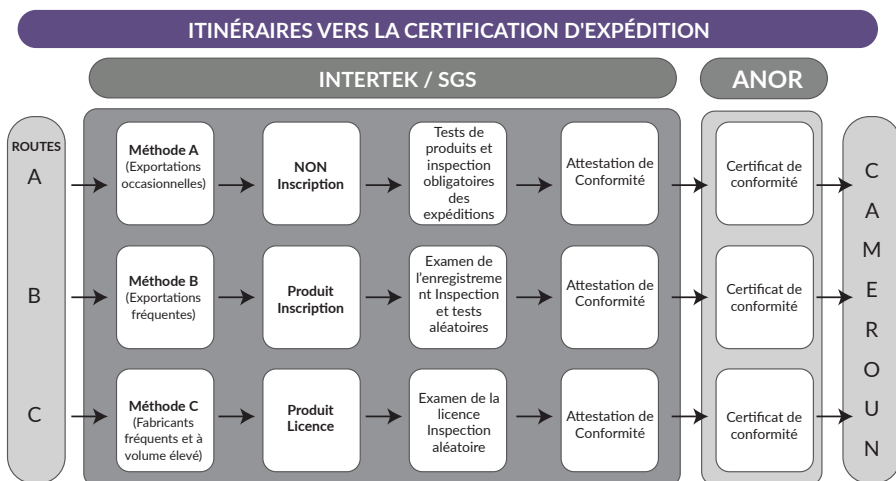 ITINÉRAIRES VERS LA CERTIFICATION D'EXPÉDITION
INTERTEK / SGS
ANOR
ROUTES
A
Méthode A
(Exportations
occasionnelles)
NON
Inscription
Tests de
produits et
inspection
obligatoires
des
expéditions
Attestation de
Conformité
Certificat de
conformité
B
Méthode B
(Exportations
fréquentes)
Produit
Inscription
Examen de
l'enregistreme
nt Inspection
et tests
aléatoires
Attestation de
Conformité
Certificat de
conformité
C
Méthode C
(Fabricants
fréquents et à
volume élevé)
Produit
Licence
Examen de la
licence
Inspection
aléatoire
Attestation de
Conformité
Certificat de
conformité
C
A
M
E
R
O
U
N